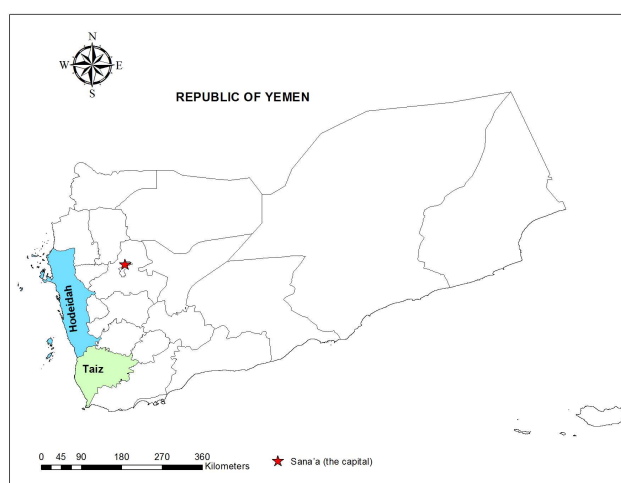 N
W E
S
REPUBLIC OF YEMEN
Hodeidah
Taiz
0 45 90 180 270 360
Kilometers
Sana'a (the capital)